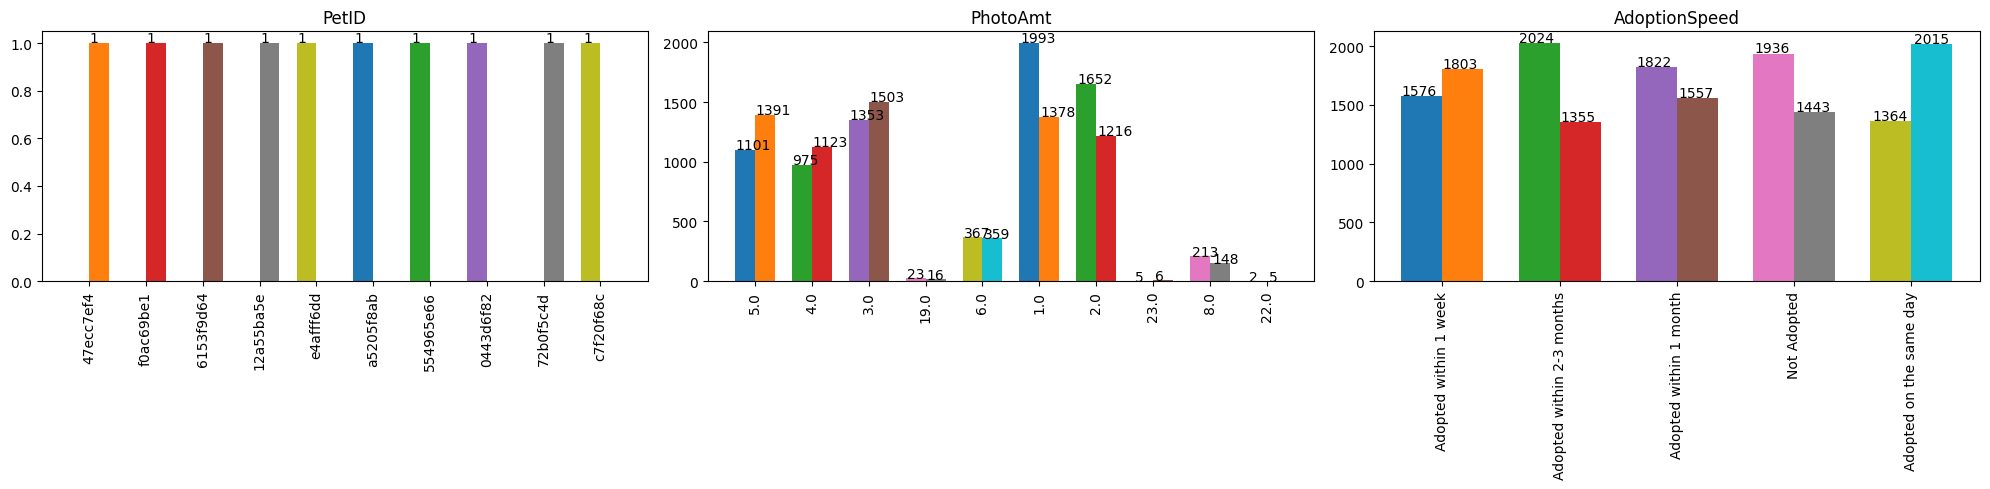 PetID
1.0
0.8
0.6
0.4
0.2
0.0
1 1 1 1 1 1 1 1 1 1
47ecc7ef4
f0ac69be1
6153f9d64
12a55ba5e
e4afff6dd
a5205f8ab
554965e66
0443d6f82
72b0f5c4d
c7f20f68c
PhotoAmt
2000
1500
1000
500
0
1101 1391
975 1123
1353 1503
23 16
367 359
1993 1378
1652 1216
5 6
213 148
2 5
5.0
4.0
3.0
19.0
6.0
1.0
2.0
23.0
8.0
22.0
AdoptionSpeed
2000
1500
1000
500
0
1576 1803
2024 1355
1822 1557
1936 1443
1364 2015
Adopted within 1 week
Adopted within 2-3 months
Adopted within 1 month
Not Adopted
Adopted on the same day